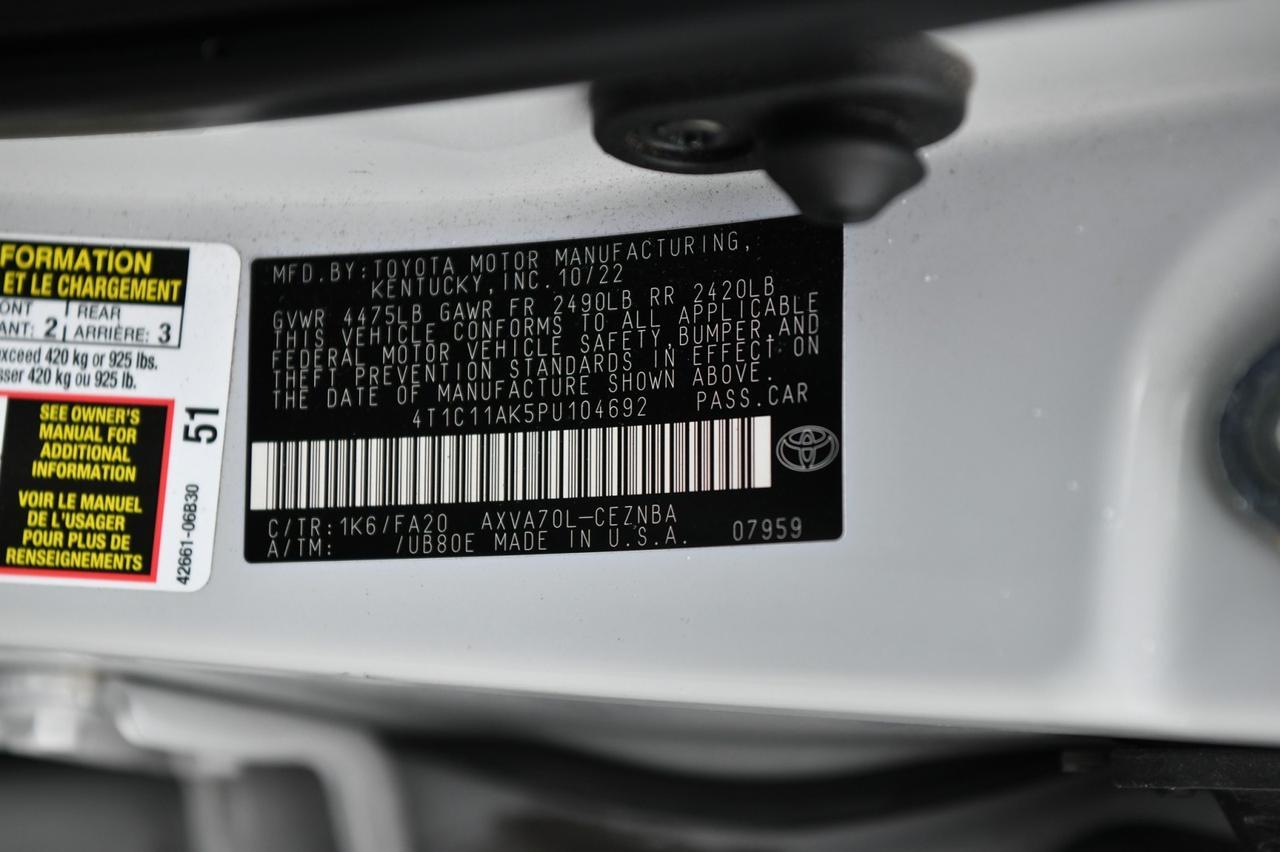 FORMATION
ET LE CHARGEMENT
ONT REAR
ANT: 2 ARRIÈRE: 3
exceed 420 kg or 925 lbs.
sser 420 kg ou 925 lb.
SEE OWNER'S
MANUAL FOR
ADDITIONAL
INFORMATION
VOIR LE MANUEL
DE L'USAGER
POUR PLUS DE
RENSEIGNEMENTS
51
42661-06B30
MFD.BY:TOYOTA MOTOR MANUFACTURING,
KENTUCKY,INC.10/22
GVWR 4475LB GAWR FR 2490LB RR 2420LB
THIS VEHICLE CONFORMS TO ALL APPLICABLE
FEDERAL MOTOR VEHICLE SAFETY,BUMPER,AND
THEFT PREVENTION STANDARDS IN EFFECT ON
THE DATE OF MANUFACTURE SHOWN ABOVE.
4T1C11AK5PU104692 PASS.CAR
C/TR:1K6/FA20 AXVA70L-CEZNBA
A/TM: /UB80E MADE IN U.S.A. 07959